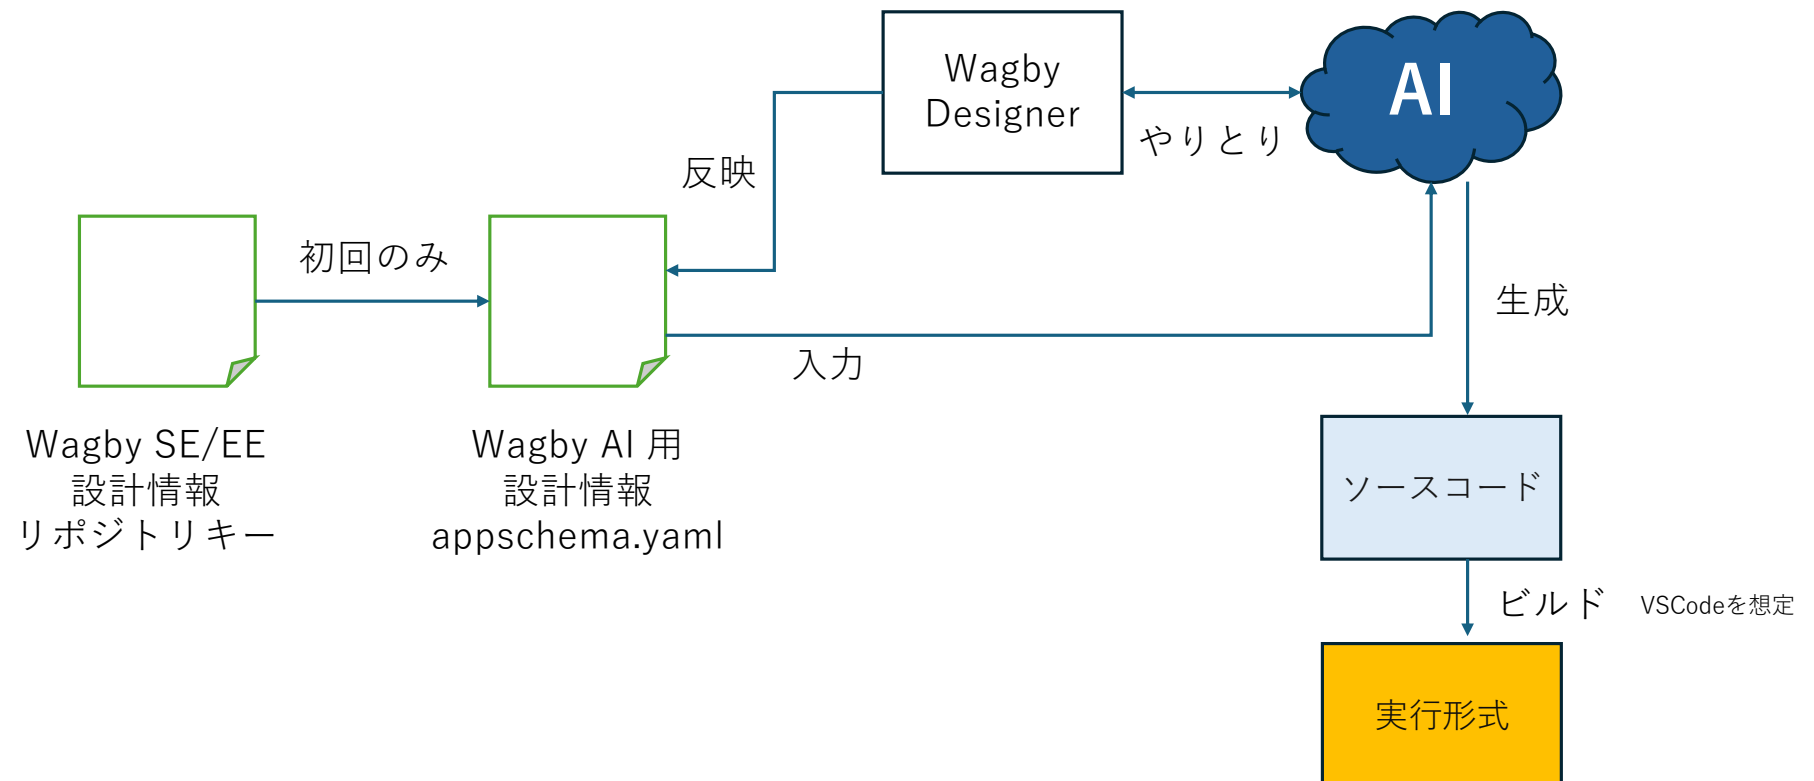 Wagby
Designer
AI
やりとり
反映
初回のみ
入力
生成
Wagby SE/EE
設計情報
リポジトリキー
Wagby AI 用
設計情報
appschema.yaml
ソースコード
ビルド
VSCodeを想定
実行形式